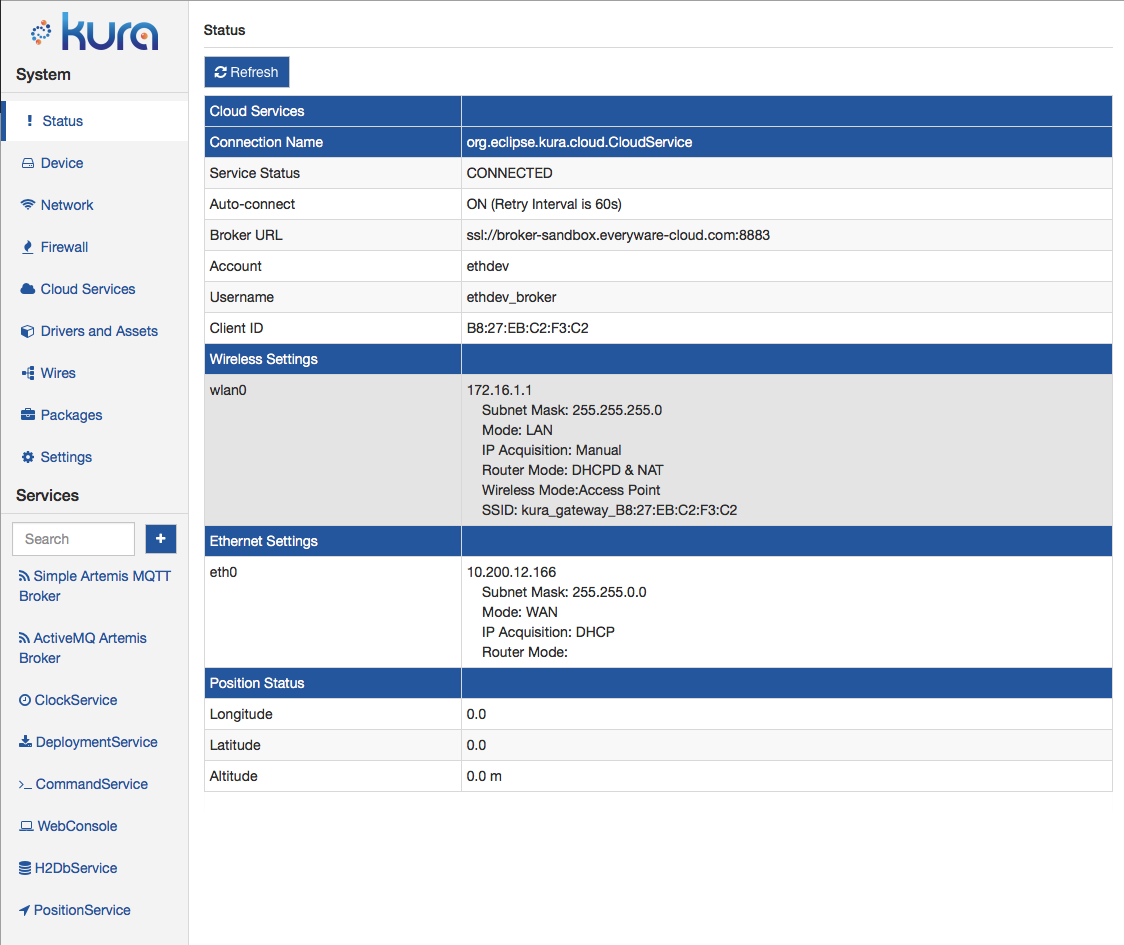 kura
System
Status
Device
Network
Firewall
Cloud Services
Drivers and Assets
Wires
Packages
Settings
Services
Search
Simple Artemis MQTT
Broker
ActiveMQ Artemis
Broker
ClockService
DeploymentService
CommandService
WebConsole
H2DbService
PositionService
Status
Refresh
Cloud Services
Connection Name org.eclipse.kura.cloud.CloudService
Service Status CONNECTED
Auto-connect ON (Retry Interval is 60s)
Broker URL ssl://broker-sandbox.everyware-cloud.com:8883
Account ethdev
Username ethdev_broker
Client ID B8:27:EB:C2:F3:C2
Wireless Settings
wlan0 172.16.1.1
Subnet Mask: 255.255.255.0
Mode: LAN
IP Acquisition: Manual
Router Mode: DHCPD & NAT
Wireless Mode:Access Point
SSID: kura_gateway_B8:27:EB:C2:F3:C2
Ethernet Settings
eth0 10.200.12.166
Subnet Mask: 255.255.0.0
Mode: WAN
IP Acquisition: DHCP
Router Mode:
Position Status
Longitude 0.0
Latitude 0.0
Altitude 0.0 m